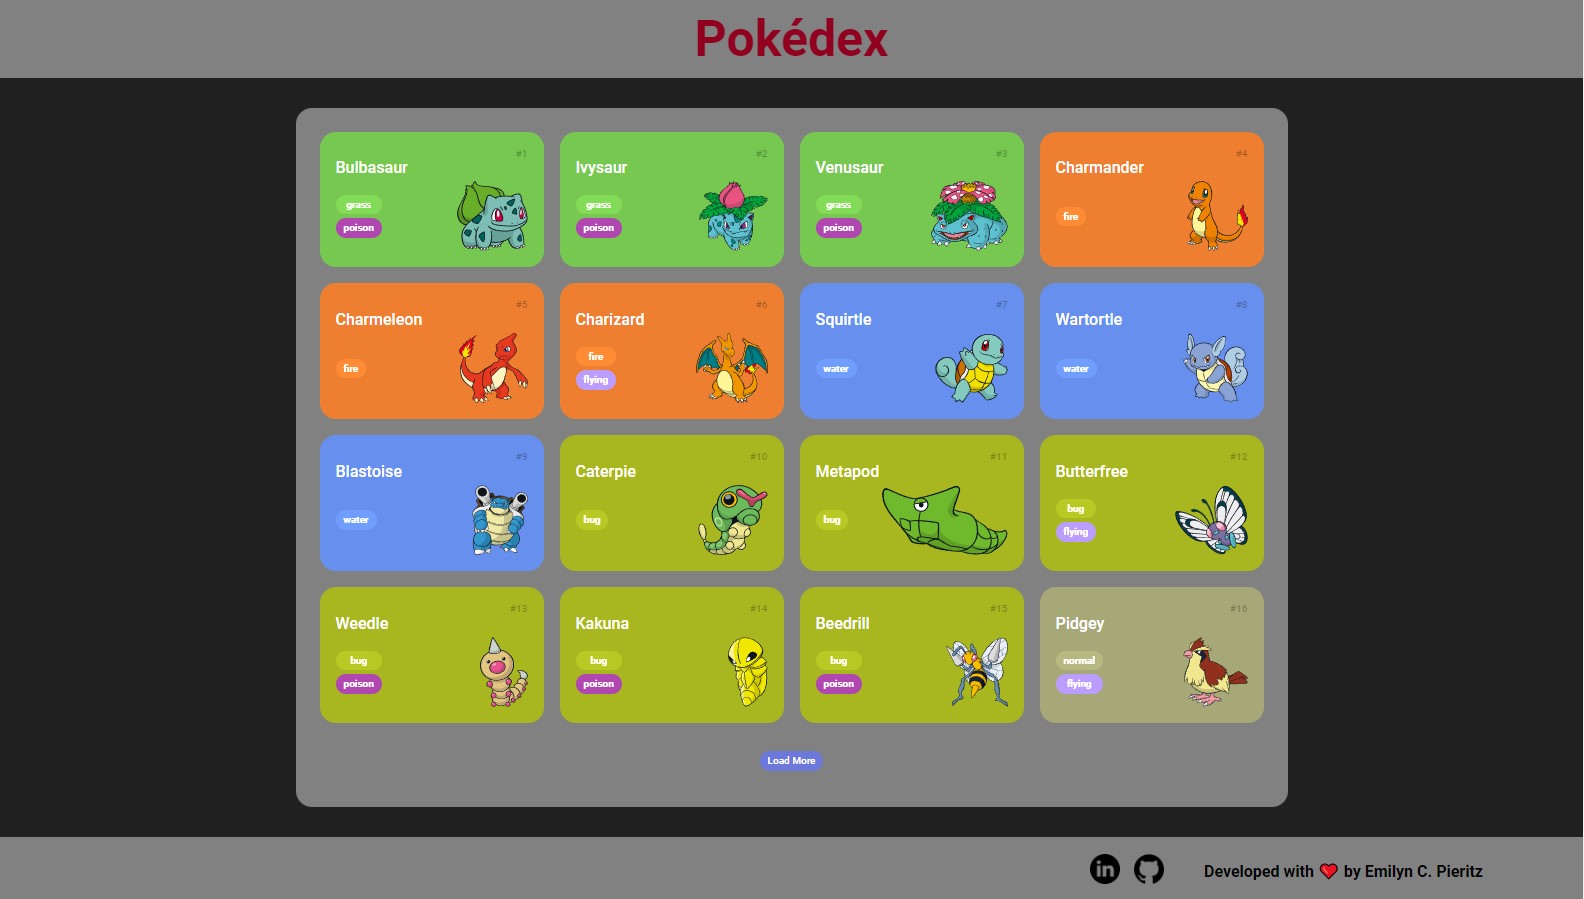 Pokédex
#1
Bulbasaur
grass
poison
#2
Ivysaur
grass
poison
#3
Venusaur
grass
poison
#4
Charmander
fire
#5
Charmeleon
fire
#6
Charizard
fire
flying
#7
Squirtle
water
#8
Wartortle
water
#9
Blastoise
water
#10
Caterpie
bug
#11
Metapod
bug
#12
Butterfree
bug
flying
#13
Weedle
bug
poison
#14
Kakuna
bug
poison
#15
Beedrill
bug
poison
#16
Pidgey
normal
flying
Load More
in
Developed with ❤️ by Emilyn C. Pieritz